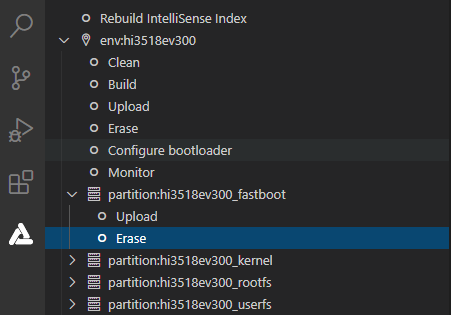 Rebuild IntelliSense Index
env:hi3518ev300
Clean
Build
Upload
Erase
Configure bootloader
Monitor
partition:hi3518ev300_fastboot
Upload
Erase
partition:hi3518ev300_kernel
partition:hi3518ev300_rootfs
partition:hi3518ev300_userfs